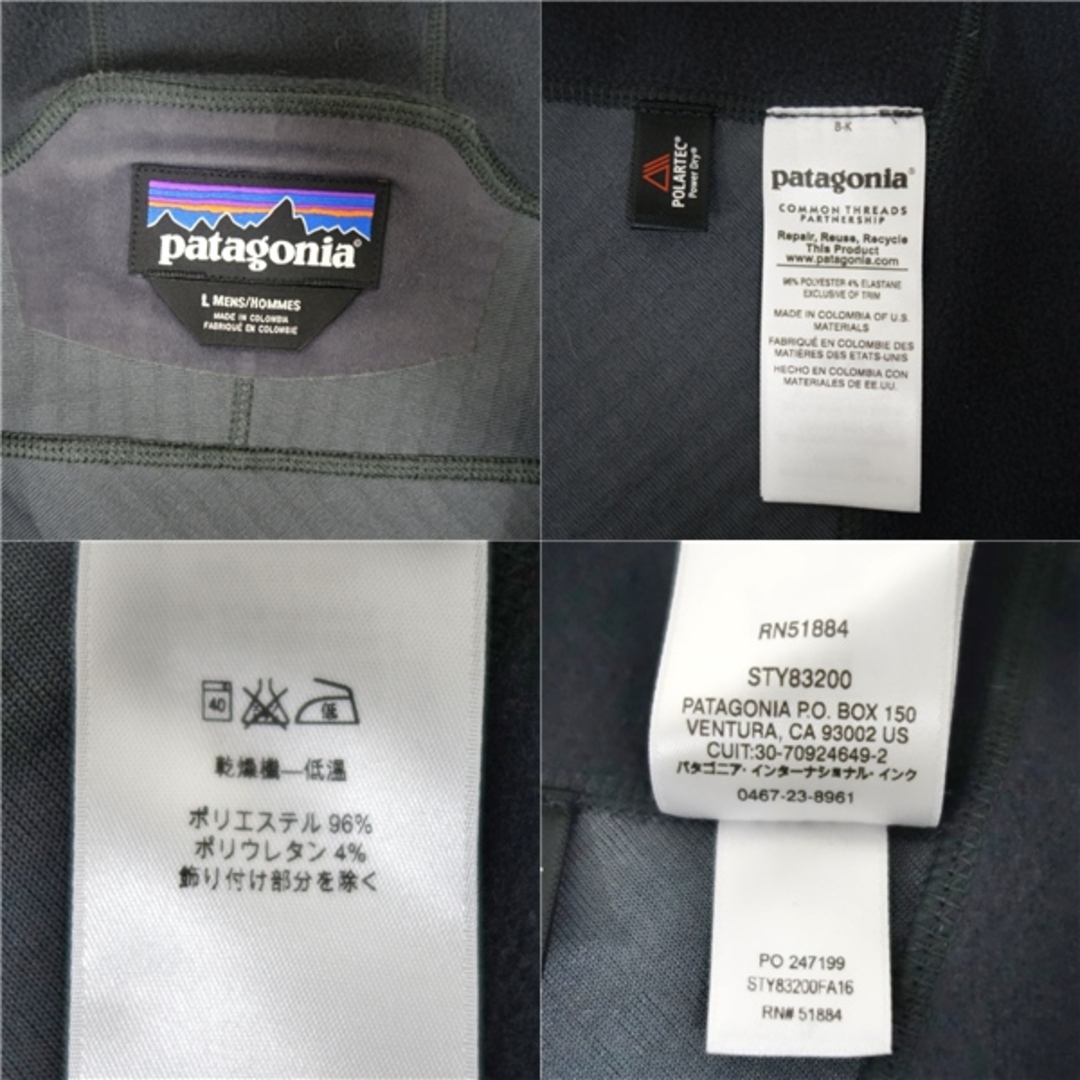 patagonia®
L MENS/HOMMES
MADE IN COLOMBIA
FABRIQUÉ EN COLOMBIE
POLARTEC®
Power Dry®
B-K
patagonia®
COMMON THREADS
PARTNERSHIP
Repair, Reuse, Recycle
This Product
www.patagonia.com
96% POLYESTER 4% ELASTANE
EXCLUSIVE OF TRIM
MADE IN COLOMBIA OF U.S.
MATERIALS
FABRIQUÉ EN COLOMBIE DES
MATIÈRES DES ETATS-UNIS
HECHO EN COLOMBIA CON
MATERIALES DE EE.UU.
40
低
乾燥機—低温
ポリエステル 96%
ポリウレタン 4%
飾り付け部分を除く
RN51884
STY83200
PATAGONIA P.O. BOX 150
VENTURA, CA 93002 US
CUIT:30-70924649-2
パタゴニア・インターナショナル・インク
0467-23-8961
PO 247199
STY83200FA16
RN# 51884